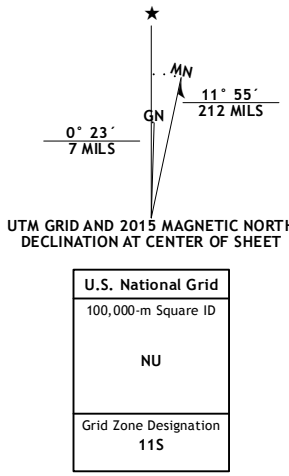 ★
MN
GN
11° 55´
212 MILS
0° 23´
7 MILS
UTM GRID AND 2015 MAGNETIC NORTH
DECLINATION AT CENTER OF SHEET
U.S. National Grid
100,000-m Square ID
NU
Grid Zone Designation
11S